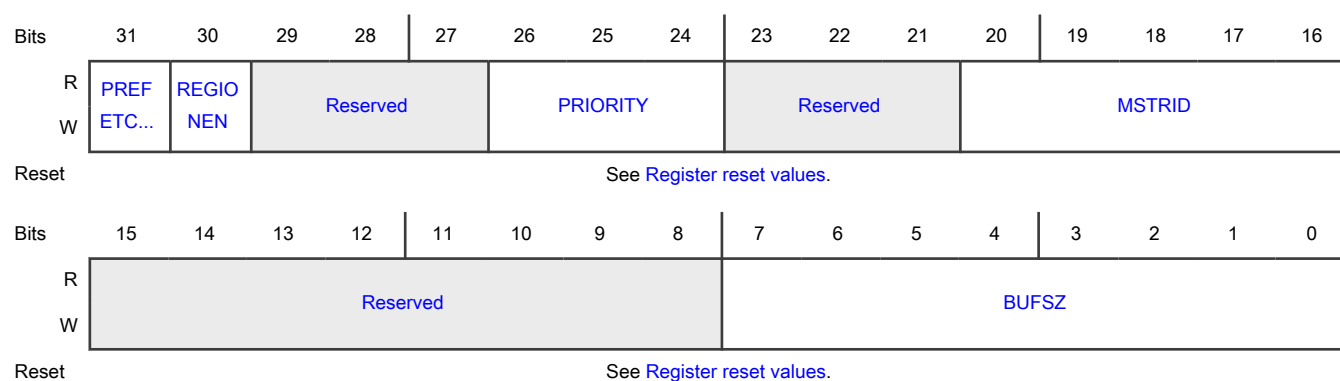 Bits 31 30 29 28 27 26 25 24 23 22 21 20 19 18 17 16
R
W
PREF
ETC...
REGIO
NEN
Reserved
PRIORITY
Reserved
MSTRID
Reset
See Register reset values.
Bits 15 14 13 12 11 10 9 8 7 6 5 4 3 2 1 0
R
W
Reserved
BUFSZ
Reset
See Register reset values.